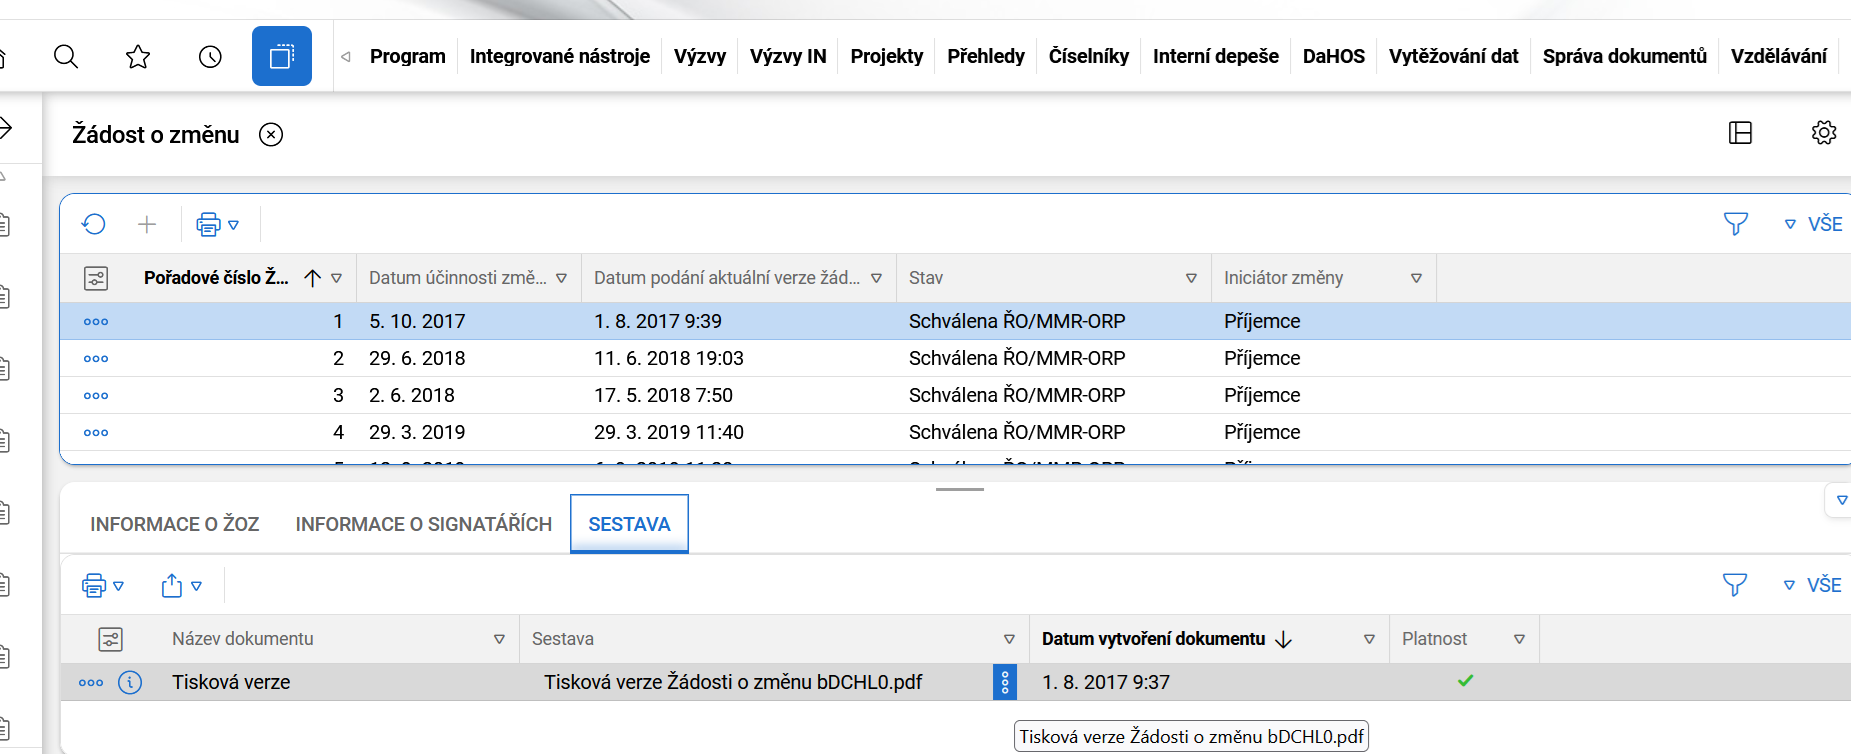 Program Integrované nástroje Výzvy Výzvy IN Projekty Přehledy Číselníky Interní depeše DaHOS Vytěžování dat Správa dokumentů Vzdělávání
Žádost o změnu
VŠE
Pořadové číslo Ž... Datum účinnosti změ... Datum podání aktuální verze žád... Stav Iniciátor změny
1 5. 10. 2017 1. 8. 2017 9:39 Schválena ŘO/MMR-ORP Příjemce
2 29. 6. 2018 11. 6. 2018 19:03 Schválena ŘO/MMR-ORP Příjemce
3 2. 6. 2018 17. 5. 2018 7:50 Schválena ŘO/MMR-ORP Příjemce
4 29. 3. 2019 29. 3. 2019 11:40 Schválena ŘO/MMR-ORP Příjemce
INFORMACE O ŽOZ INFORMACE O SIGNATÁŘÍCH SESTAVA
VŠE
Název dokumentu Sestava Datum vytvoření dokumentu Platnost
Tisková verze Tisková verze Žádosti o změnu bDCHL0.pdf 1. 8. 2017 9:37
Tisková verze Žádosti o změnu bDCHL0.pdf